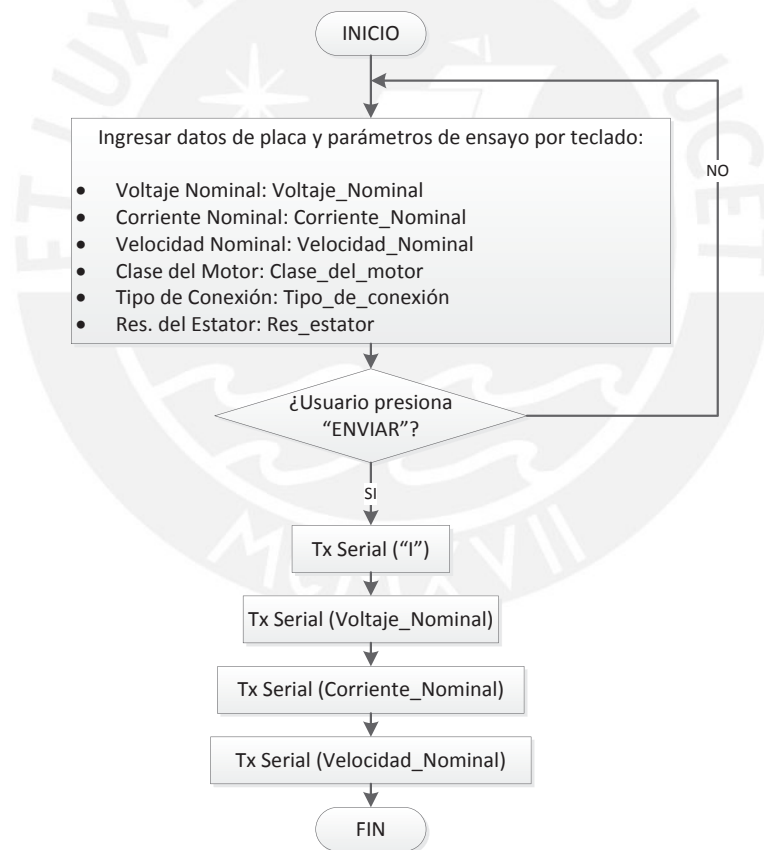 INICIO
Ingresar datos de placa y parámetros de ensayo por teclado:
NO
• Voltaje Nominal: Voltaje_Nominal
• Corriente Nominal: Corriente_Nominal
• Velocidad Nominal: Velocidad_Nominal
• Clase del Motor: Clase_del_motor
• Tipo de Conexión: Tipo_de_conexión
• Res. del Estator: Res_estator
¿Usuario presiona
“ENVIAR”?
SI
Tx Serial (“I”)
Tx Serial (Voltaje_Nominal)
Tx Serial (Corriente_Nominal)
Tx Serial (Velocidad_Nominal)
FIN